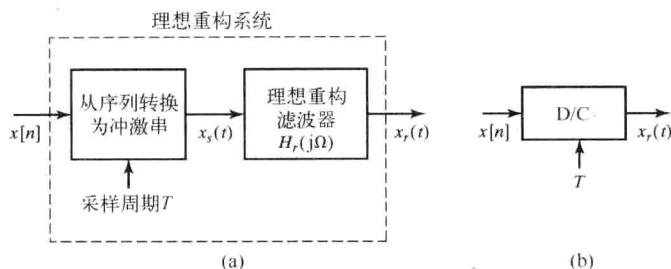 理想重构系统
从序列转换
为冲激串
理想重构
滤波器
H_r(jΩ)
x[n]
x_s(t)
x_r(t)
采样周期T
(a)
D/C
x[n]
x_r(t)
T
(b)